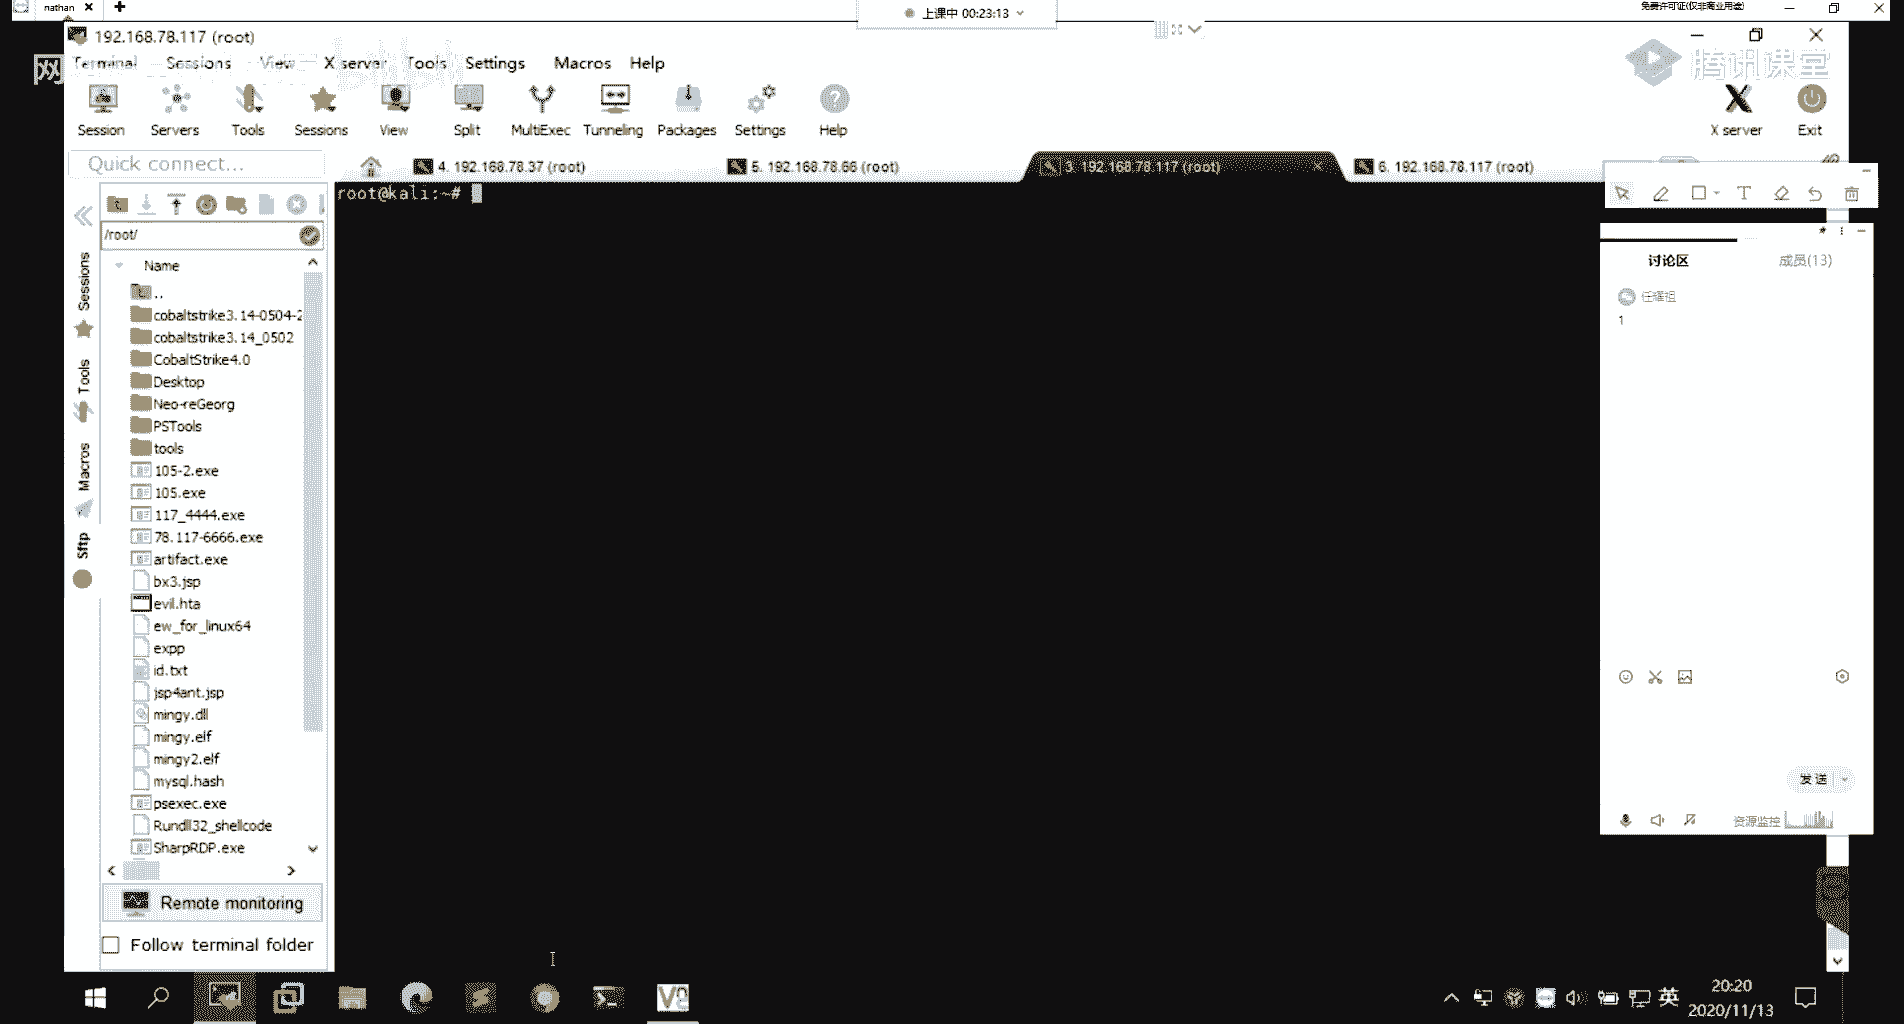 nathan
上课中 00:23:13
免费许可证(仅非商业用途)
192.168.78.117 (root)
网
腾讯课堂
Terminal Sessions View X server Tools Settings Macros Help
Session Servers Tools Sessions View Split MultiExec Tunneling Packages Settings Help
X server Exit
Quick connect...
4. 192.168.78.37 (root)
5. 192.168.78.66 (root)
3. 192.168.78.117 (root)
6. 192.168.78.117 (root)
root@kali:~#
/root/
Name
..
cobaltstrike3.14-0504-2
cobaltstrike3.14_0502
CobaltStrike4.0
Desktop
Neo-reGeorg
PSTools
tools
105-2.exe
105.exe
117_4444.exe
78.117-6666.exe
artifact.exe
bx3.jsp
evil.hta
ew_for_linux64
expp
id.txt
jsp4ant.jsp
mingy.dll
mingy.elf
mingy2.elf
mysql.hash
psexec.exe
Rundll32_shellcode
SharpRDP.exe
Sessions
Tools
Macros
Sftp
Remote monitoring
Follow terminal folder
讨论区
成员(13)
任耀祖
1
发送
资源监控
英
20:20
2020/11/13